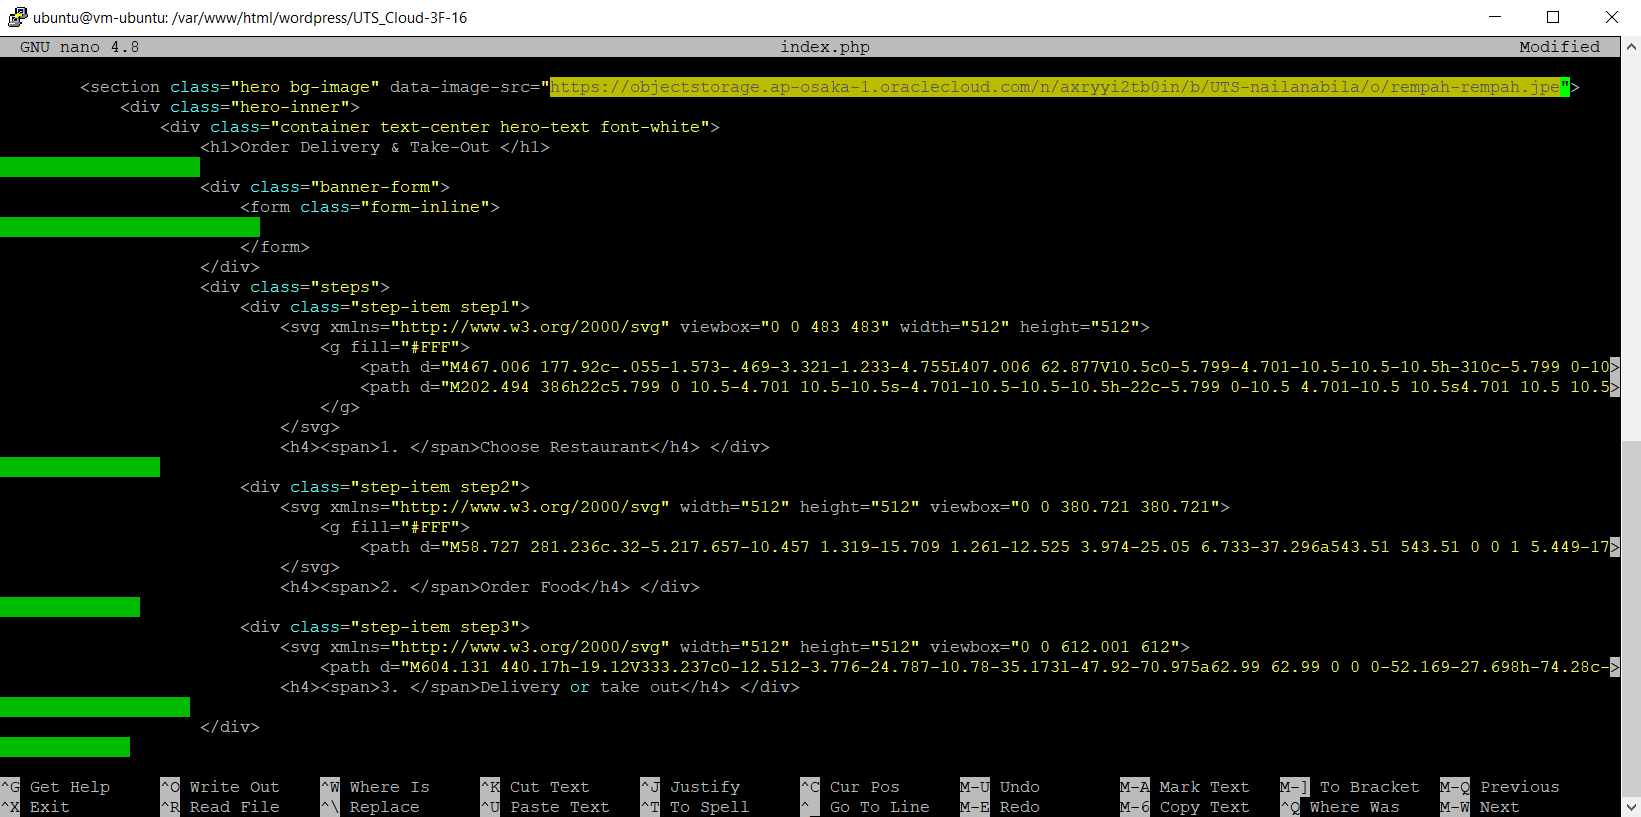 ubuntu@vm-ubuntu: /var/www/html/wordpress/UTS_Cloud-3F-16
GNU nano 4.8 index.php Modified
<section class="hero bg-image" data-image-src="https://objectstorage.ap-osaka-1.oraclecloud.com/n/axryyi2tb0in/b/UTS-nailanabila/o/rempah-rempah.jpe">
<div class="hero-inner">
<div class="container text-center hero-text font-white">
<h1>Order Delivery & Take-Out </h1>
<div class="banner-form">
<form class="form-inline">
</form>
</div>
<div class="steps">
<div class="step-item step1">
<svg xmlns="http://www.w3.org/2000/svg" viewbox="0 0 483 483" width="512" height="512">
<g fill="#FFF">
<path d="M467.006 177.92c-.055-1.573-.469-3.321-1.233-4.755L407.006 62.877V10.5c0-5.799-4.701-10.5-10.5-10.5h-310c-5.799 0-10>
<path d="M202.494 386h22c5.799 0 10.5-4.701 10.5-10.5s-4.701-10.5-10.5-10.5h-22c-5.799 0-10.5 4.701-10.5 10.5s4.701 10.5 10.5>
</g>
</svg>
<h4><span>1. </span>Choose Restaurant</h4> </div>
<div class="step-item step2">
<svg xmlns="http://www.w3.org/2000/svg" width="512" height="512" viewbox="0 0 380.721 380.721">
<g fill="#FFF">
<path d="M58.727 281.236c.32-5.217.657-10.457 1.319-15.709 1.261-12.525 3.974-25.05 6.733-37.296a543.51 543.51 0 0 1 5.449-17>
</svg>
<h4><span>2. </span>Order Food</h4> </div>
<div class="step-item step3">
<svg xmlns="http://www.w3.org/2000/svg" width="512" height="512" viewbox="0 0 612.001 612">
<path d="M604.131 440.17h-19.12V333.237c0-12.512-3.776-24.787-10.78-35.1731-47.92-70.975a62.99 62.99 0 0 0-52.169-27.698h-74.28c->
<h4><span>3. </span>Delivery or take out</h4> </div>
</div>
^G Get Help ^O Write Out ^W Where Is ^K Cut Text ^J Justify ^C Cur Pos M-U Undo M-A Mark Text M-] To Bracket M-Q Previous
^X Exit ^R Read File ^\ Replace ^U Paste Text ^T To Spell ^_ Go To Line M-E Redo M-6 Copy Text ^Q Where Was M-W Next